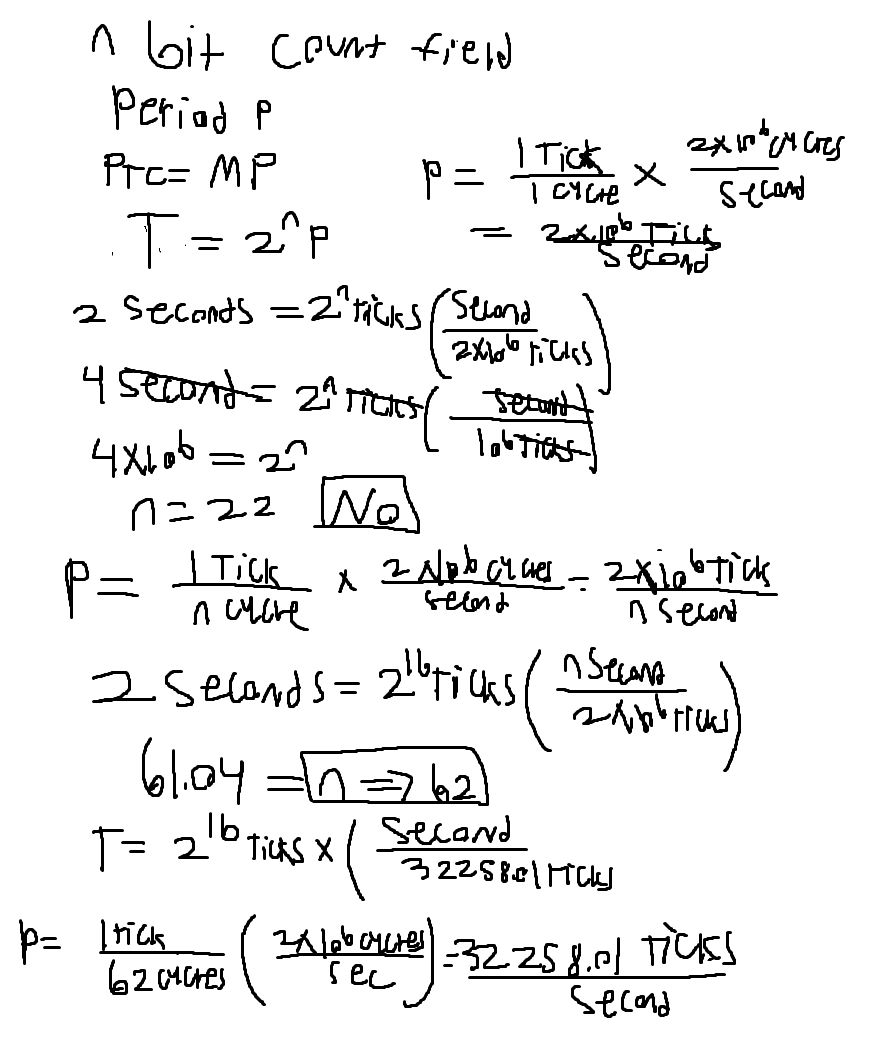 n bit count field
Period P
PTC = MP
P = 1 Tick / 1 cycle × 2×10^6 cycles / second
T = 2^n P
= 2×10^6 Tick / second
2 seconds = 2^n ticks (second / 2×10^6 ticks)
4 second = 2^n ticks (second / 10^6 ticks)
4×10^6 = 2^n
n = 22 No
P = 1 Tick / n cycle × 2×10^6 cycles / second = 2×10^6 ticks / n second
2 seconds = 2^16 ticks (n second / 2×10^6 ticks)
61.04 = n => 62
T = 2^16 ticks × (second / 32258.01 ticks
P = 1 tick / 62 cycles (2×10^6 cycles / sec) = 32258.01 ticks / second